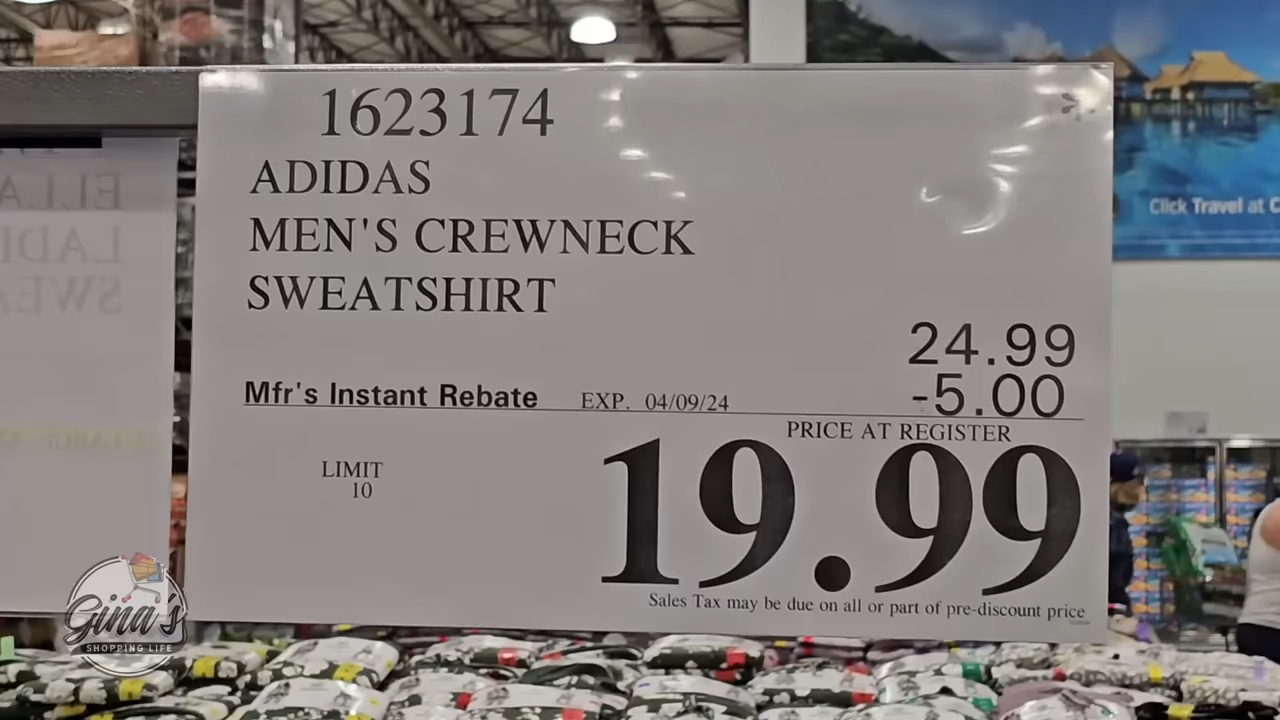 1623174
ADIDAS
MEN'S CREWNECK
SWEATSHIRT
24.99
Mfr's Instant Rebate EXP. 04/09/24 -5.00
PRICE AT REGISTER
LIMIT
10
19.99
Sales Tax may be due on all or part of pre-discount price
Click Travel at
Gina's
SHOPPING LIFE